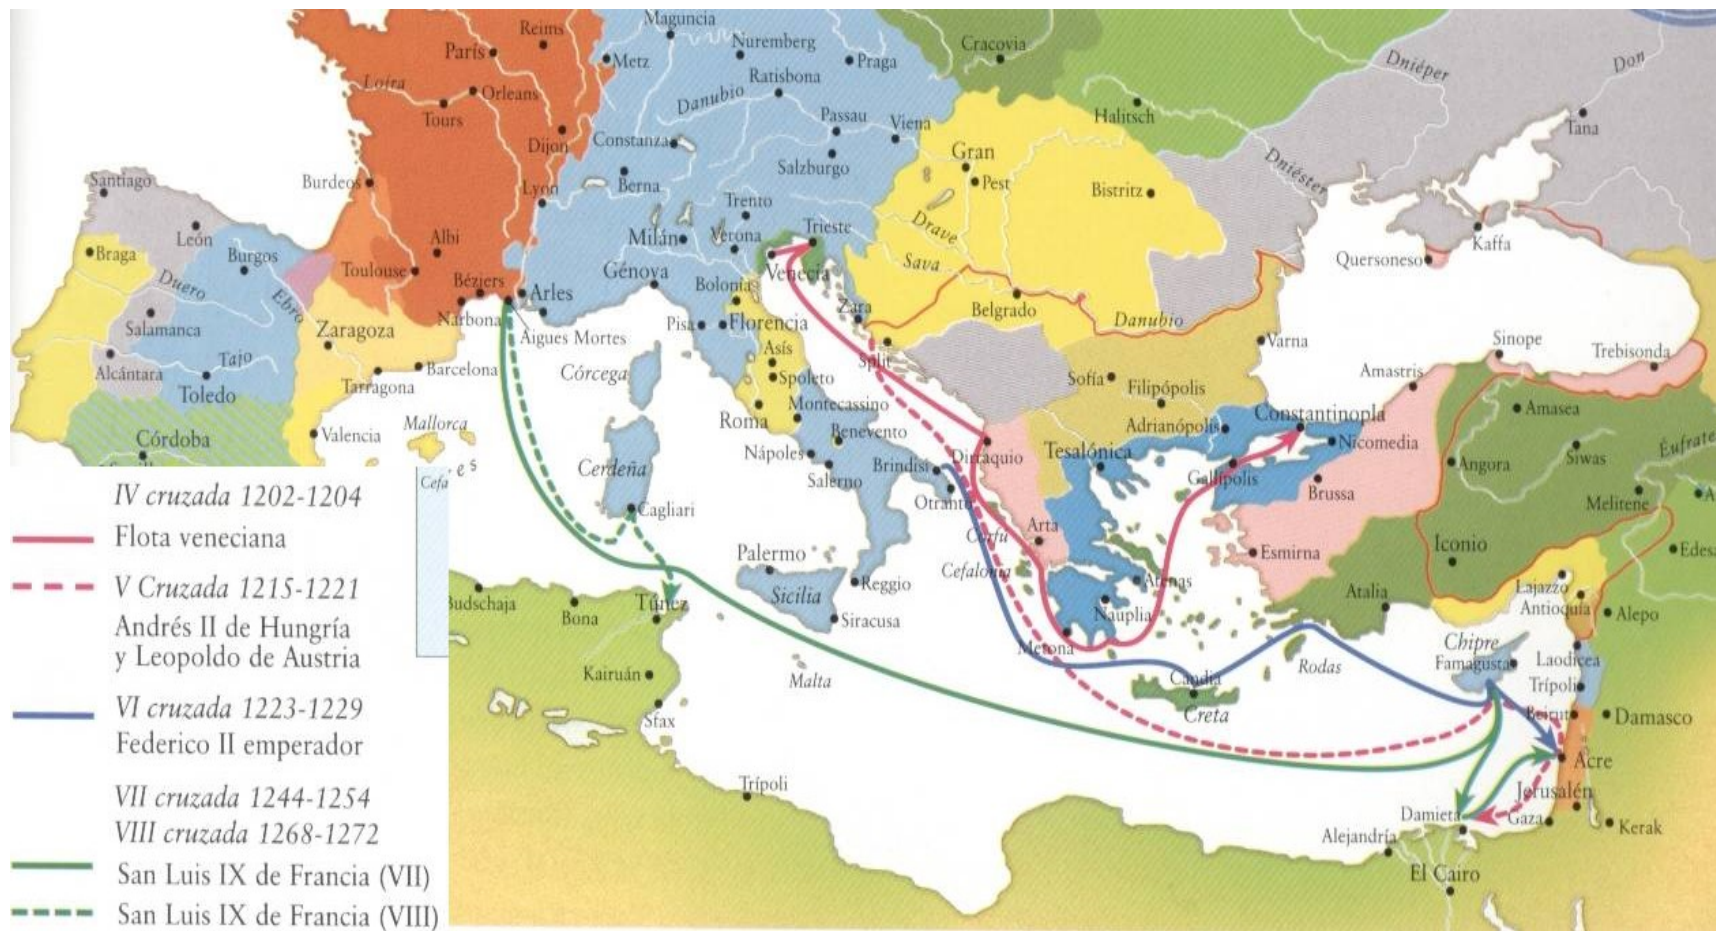 Maguncia
Reims
París
Metz
Nuremberg
Praga
Cracovia
Dniéper
Don
Loira
Orleans
Tours
Ratisbona
Danubio
Passau
Viena
Halitsch
Tana
Dijon
Constanza
Salzburgo
Gran
Pest
Dniéster
Santiago
Burdeos
Lyon
Berna
Bistritz
Trento
León
Milán
Verona
Trieste
Drave
Kaffa
Braga
Burgos
Albi
Toulouse
Génova
Venecia
Sava
Quersoneso
Duero
Ebro
Béziers
Arles
Bolonia
Zara
Belgrado
Danubio
Salamanca
Zaragoza
Narbona
Aigues Mortes
Pisa
Florencia
Varna
Sinope
Trebisonda
Alcántara
Tajo
Toledo
Tarragona
Barcelona
Córcega
Asís
Spoleto
Split
Sofía
Filipópolis
Amastris
Amasea
Córdoba
Valencia
Mallorca
Roma
Montecassino
Benevento
Adrianópolis
Constantinopla
Nicomedia
Nápoles
Salerno
Brindisi
Dirraquio
Tesalónica
Gallípolis
Brussa
Angora
Siwas
Éufrate
Cerdeña
Cagliari
Otranto
Melitene
A
Cefa
e s
IV cruzada 1202-1204
Flota veneciana
V Cruzada 1215-1221
Andrés II de Hungría
y Leopoldo de Austria
VI cruzada 1223-1229
Federico II emperador
VII cruzada 1244-1254
VIII cruzada 1268-1272
San Luis IX de Francia (VII)
San Luis IX de Francia (VIII)
Palermo
Sicilia
Reggio
Siracusa
Arta
Corfú
Cefalonia
Atenas
Nauplia
Metona
Esmirna
Iconio
Atalia
Lajazzo
Antioquía
Edesa
Alepo
Budschaja
Bona
Túnez
Kairuán
Sfax
Malta
Candia
Creta
Rodas
Chipre
Famagusta
Laodicea
Trípoli
Beirut
Damasco
Trípoli
Acre
Jerusalén
Damieta
Gaza
Kerak
Alejandría
El Cairo